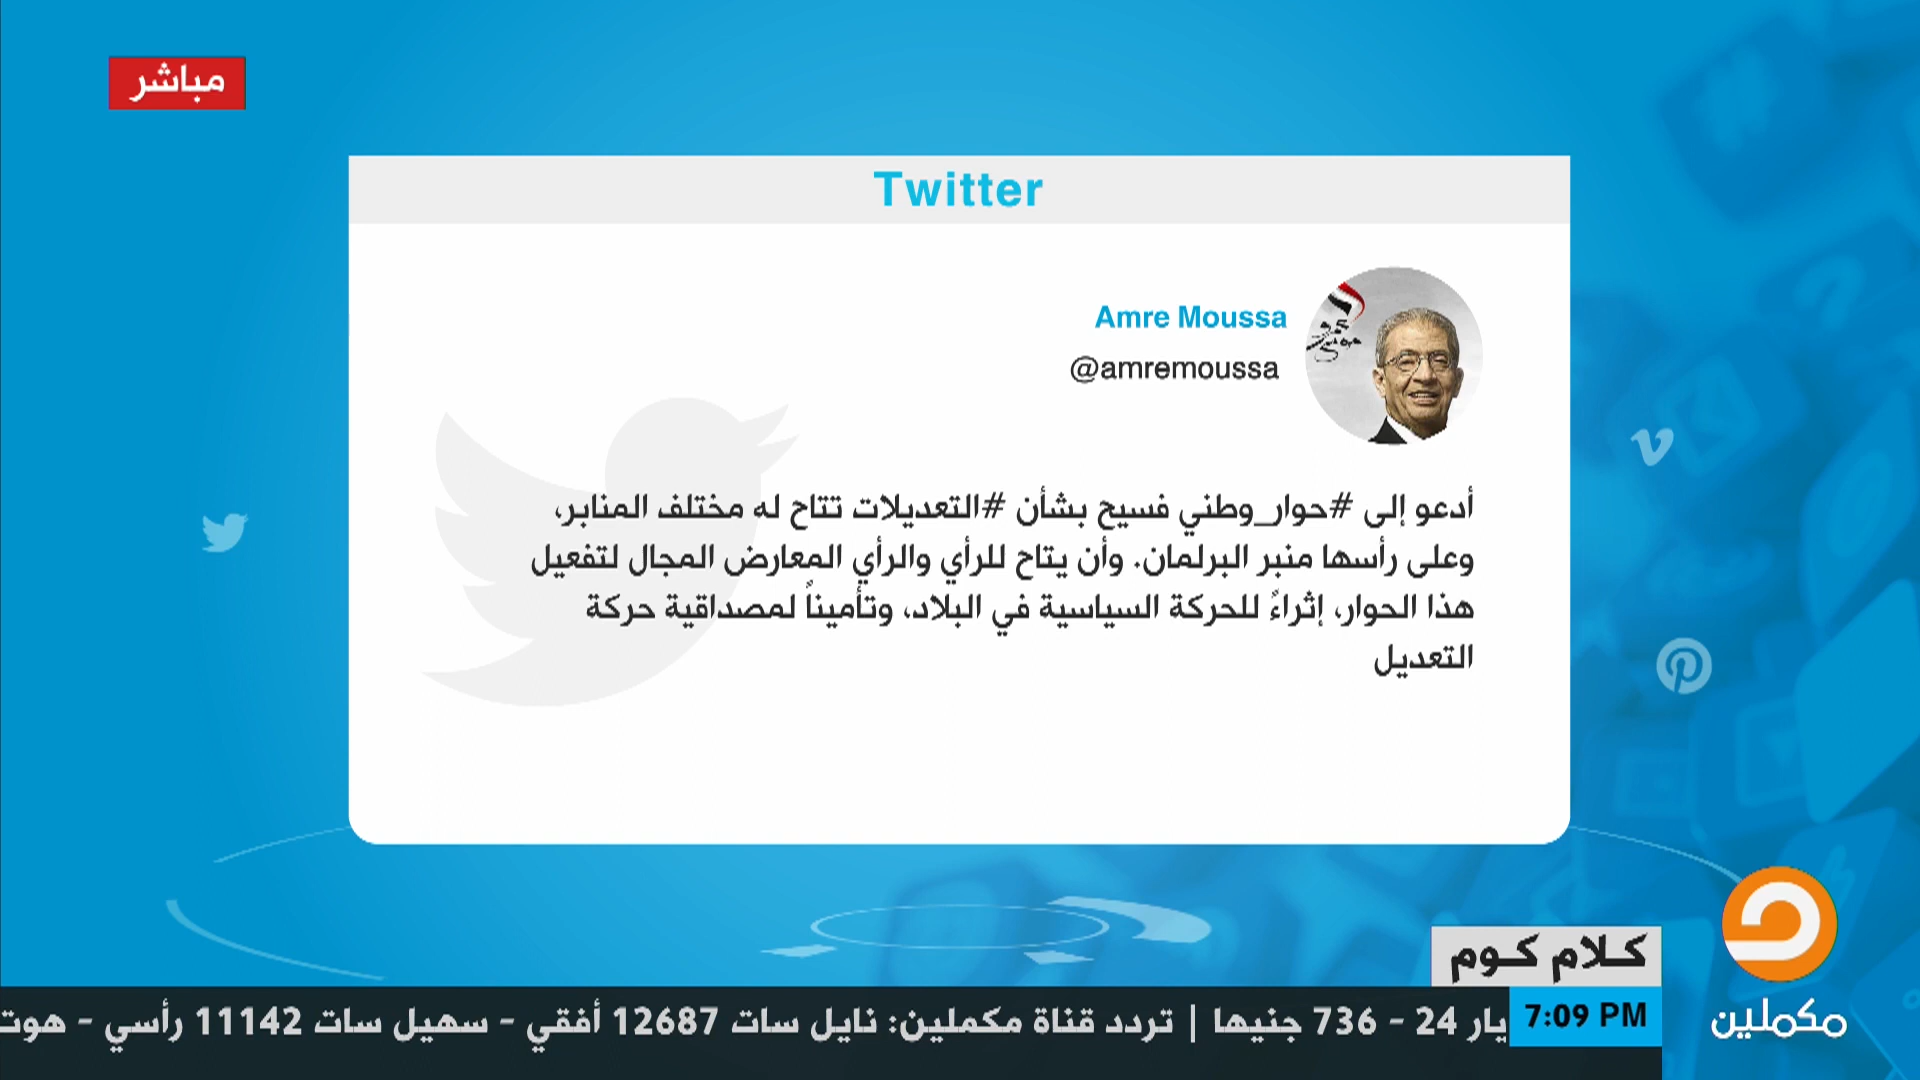 مباشر
Twitter
Amre Moussa
@amremoussa
أدعو إلى #حوار_وطني فسيح بشأن #التعديلات تتاح له مختلف المنابر،
وعلى رأسها منبر البرلمان. وأن يتاح للرأي والرأي المعارض المجال لتفعيل
هذا الحوار، إثراءً للحركة السياسية في البلاد، وتأميناً لمصداقية حركة
التعديل
كلام كوم
7:09 PM
يار 24 - 736 جنيها | تردد قناة مكملين: نايل سات 12687 أفقي - سهيل سات 11142 رأسي - هوت
مكملين